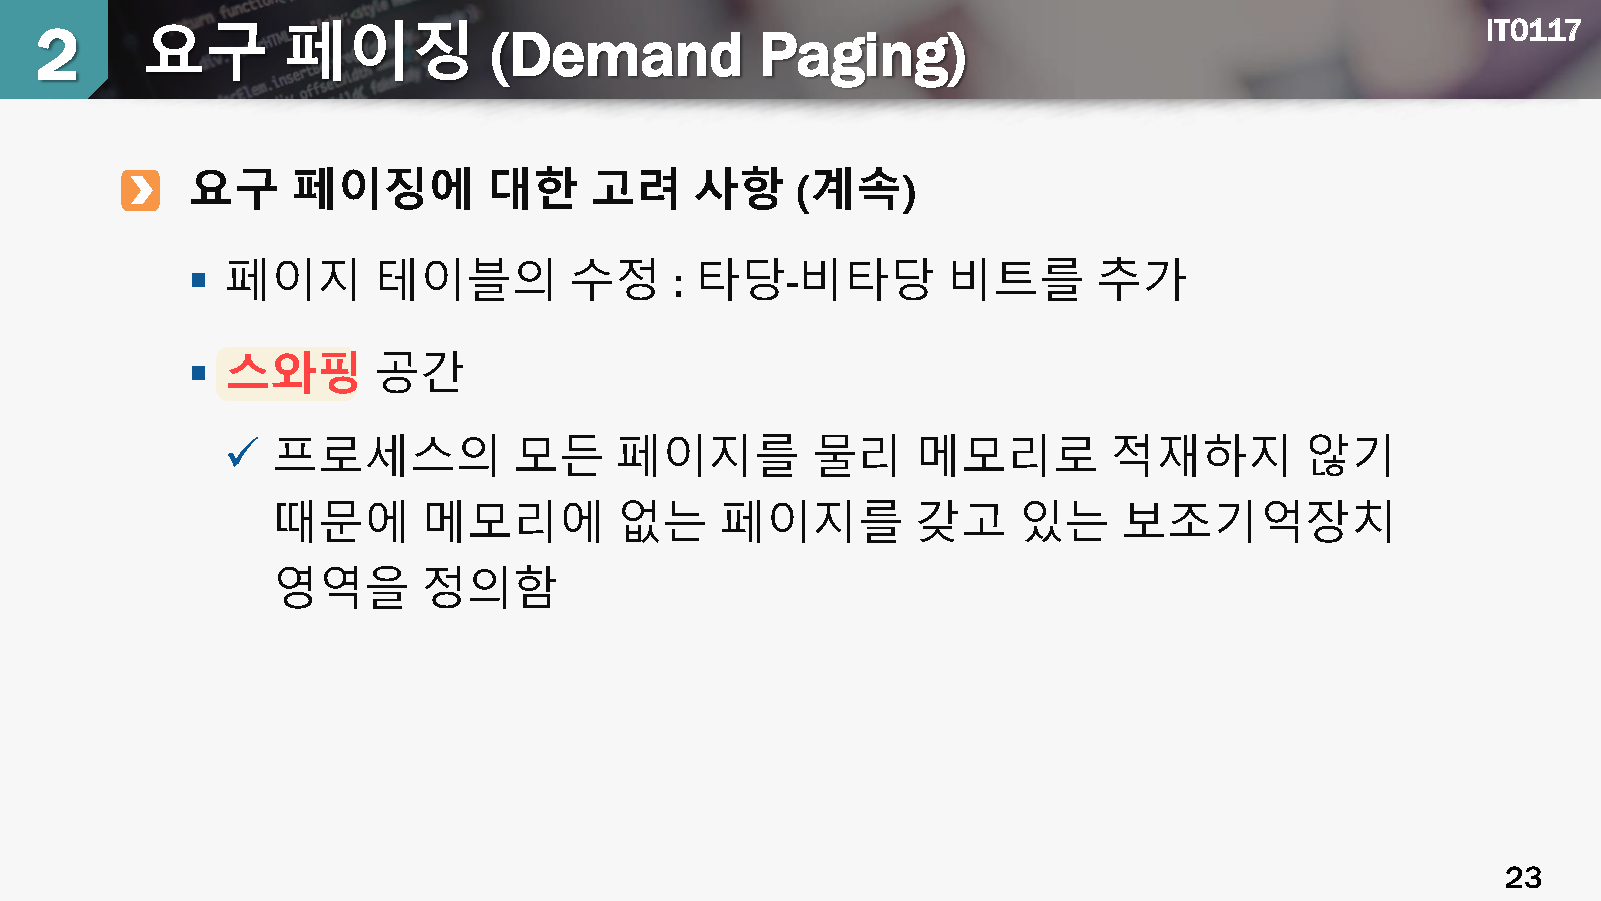 2 요구 페이징 (Demand Paging)
IT0117
요구 페이징에 대한 고려 사항 (계속)
페이지 테이블의 수정 : 타당-비타당 비트를 추가
스와핑 공간
프로세스의 모든 페이지를 물리 메모리로 적재하지 않기
때문에 메모리에 없는 페이지를 갖고 있는 보조기억장치
영역을 정의함
23